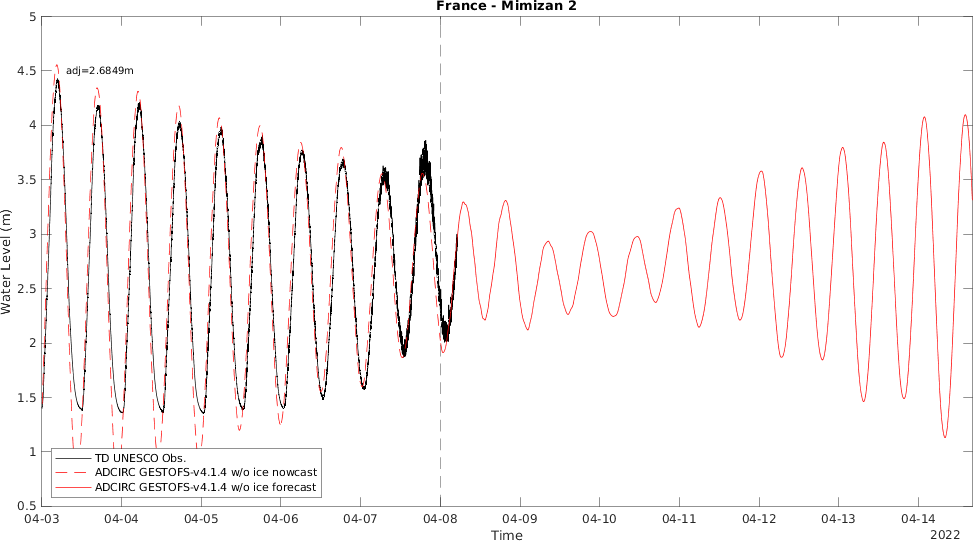 France - Mimizan 2
adj=2.6849m
Water Level (m)
5
4.5
4
3.5
3
2.5
2
1.5
1
0.5
TD UNESCO Obs.
ADCIRC GESTOFS-v4.1.4 w/o ice nowcast
ADCIRC GESTOFS-v4.1.4 w/o ice forecast
04-03 04-04 04-05 04-06 04-07 04-08 04-09 04-10 04-11 04-12 04-13 04-14
Time
2022